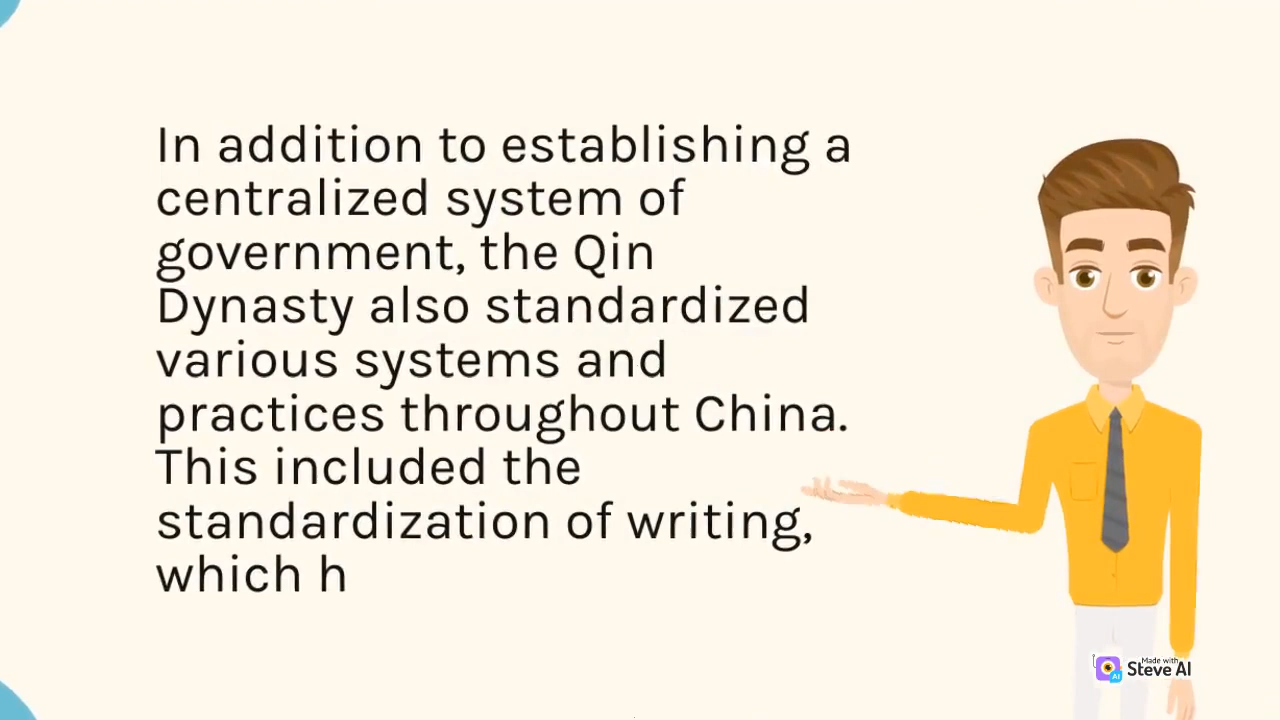 In addition to establishing a
centralized system of
government, the Qin
Dynasty also standardized
various systems and
practices throughout China.
This included the
standardization of writing,
which h
Made with
Steve AI
AI